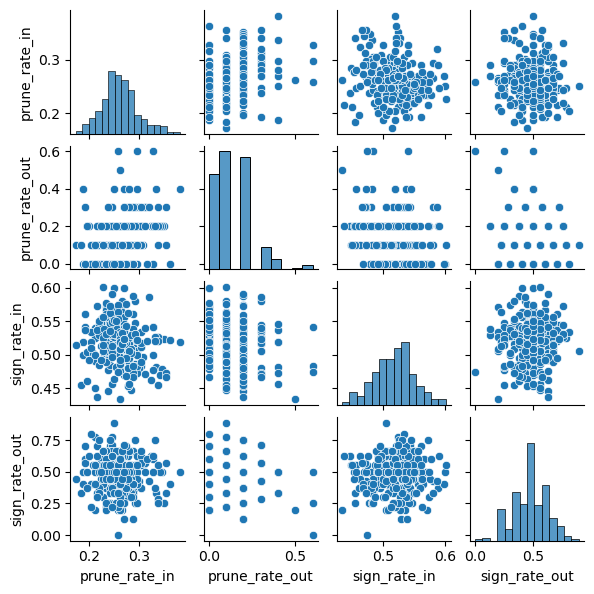 prune_rate_in
0.3
0.2
prune_rate_out
0.6
0.4
0.2
0.0
sign_rate_in
0.60
0.55
0.50
0.45
sign_rate_out
0.75
0.50
0.25
0.00
0.2 0.3 0.0 0.5 0.5 0.6 0.0 0.5
prune_rate_in prune_rate_out sign_rate_in sign_rate_out